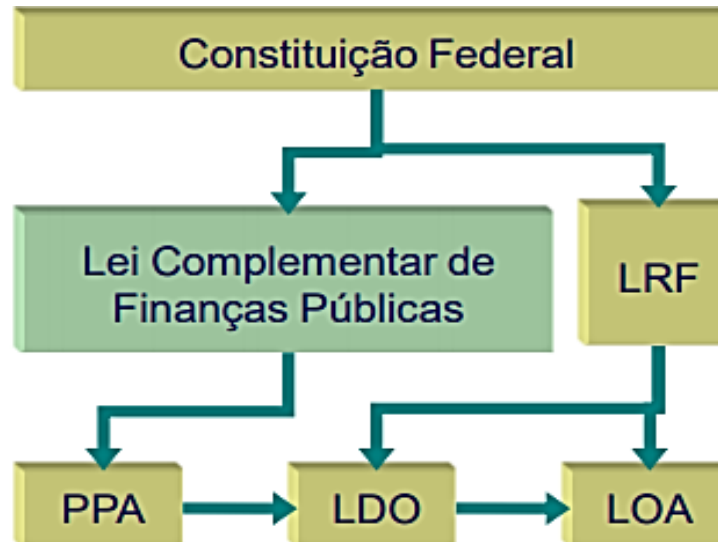 Constituição Federal
Lei Complementar de
Finanças Públicas
LRF
PPA
LDO
LOA